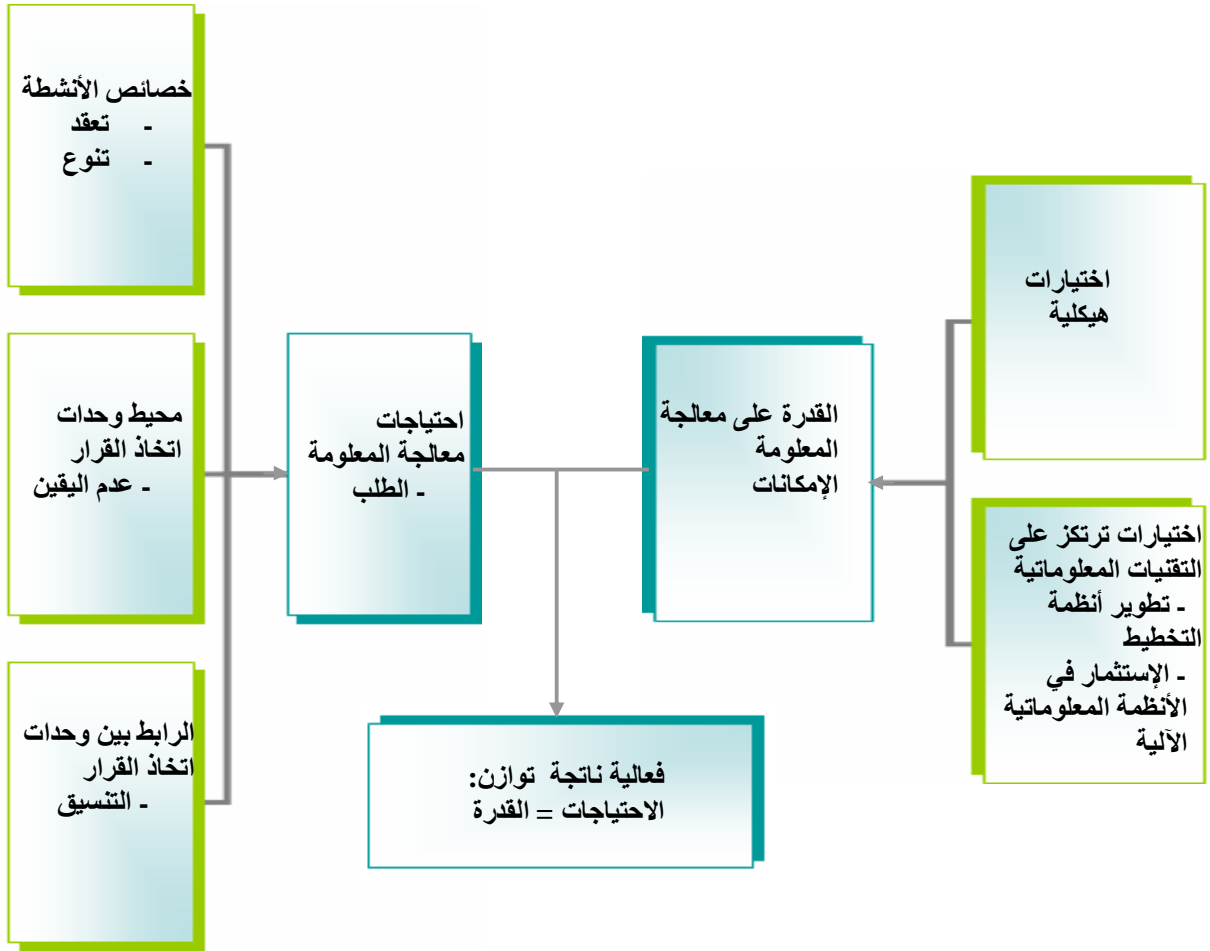 خصائص الأنشطة
- تعقد
- تنوع
محيط وحدات
اتخاذ القرار
- عدم اليقين
الرابط بين وحدات
اتخاذ القرار
- التنسيق
احتياجات
معالجة المعلومة
- الطلب
القدرة على معالجة
المعلومة
الإمكانات
اختيارات
هيكلية
اختيارات ترتكز على
التقنيات المعلوماتية
- تطوير أنظمة
التخطيط
- الإستثمار في
الأنظمة المعلوماتية
الآلية
فعالية ناتجة توازن:
الاحتياجات = القدرة